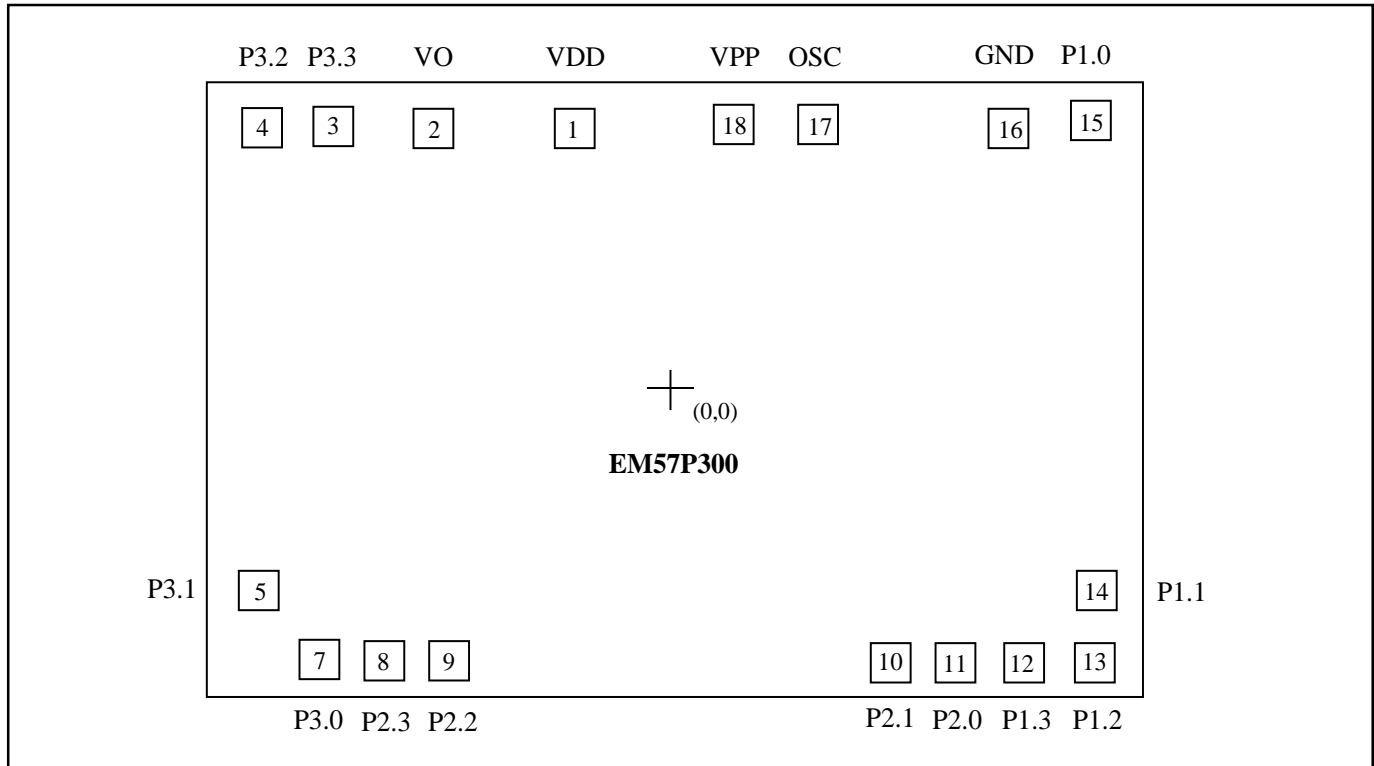 P3.2 P3.3 VO VDD VPP OSC GND P1.0
4 3 2 1 18 17 16 15
(0,0)
EM57P300
P3.1 5 14 P1.1
7 8 9 10 11 12 13
P3.0 P2.3 P2.2 P2.1 P2.0 P1.3 P1.2